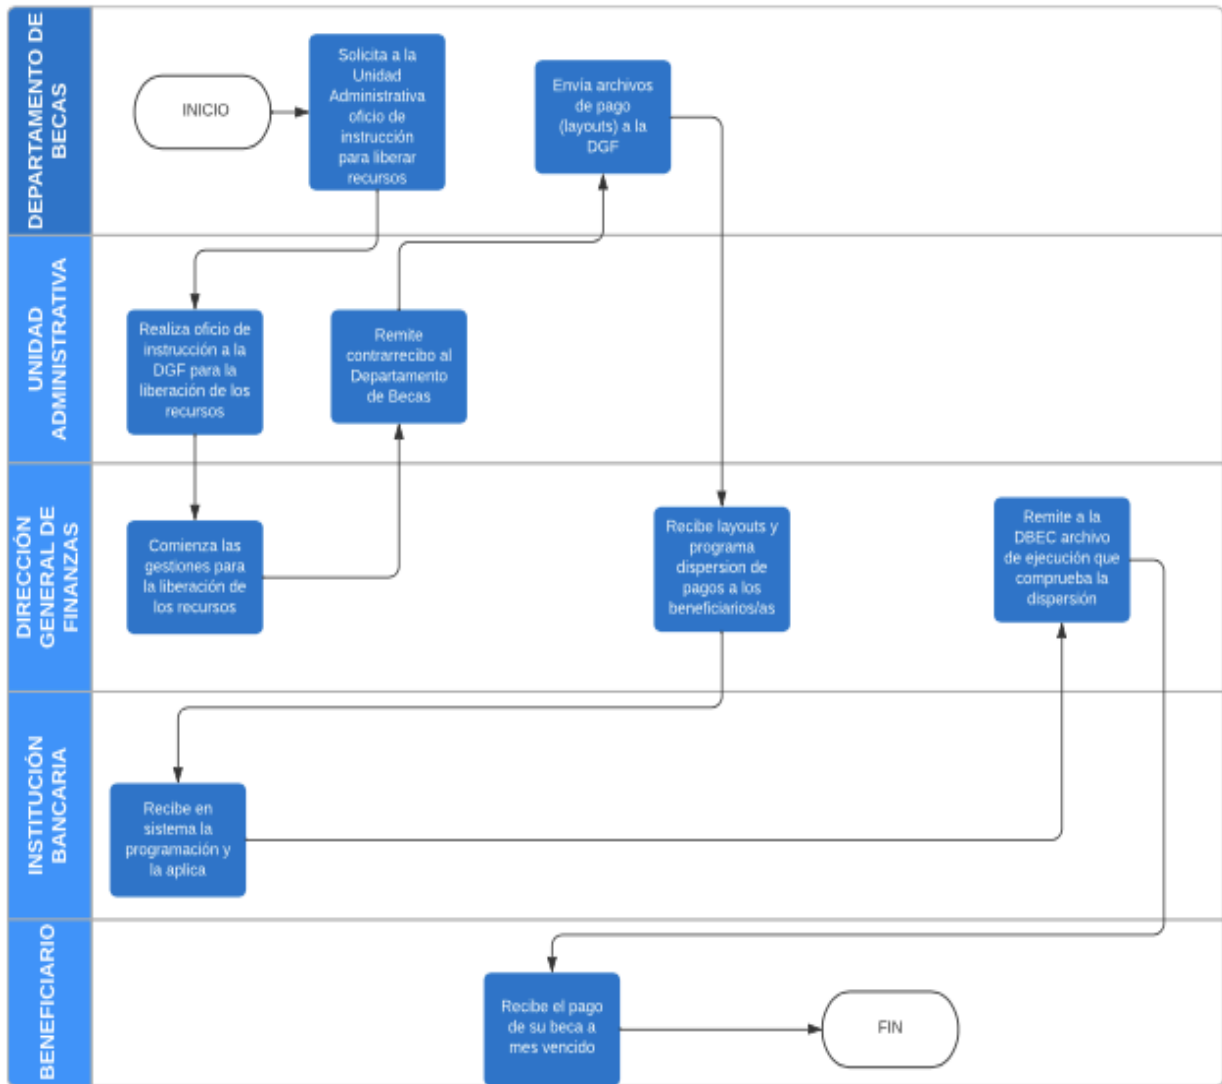 DEPARTAMENTO DE
BECAS
INICIO
Solicita a la
Unidad
Administrativa
oficio de
instrucción
para liberar
recursos
Envía archivos
de pago
(layouts) a la
DGF
UNIDAD
ADMINISTRATIVA
Realiza oficio de
instrucción a la
DGF para la
liberación de los
recursos
Remite
contrarrecibo al
Departamento
de Becas
DIRECCIÓN
GENERAL DE
FINANZAS
Comienza las
gestiones para
la liberación de
los recursos
Recibe layouts y
programa
dispersion de
pagos a los
beneficiarios/as
Remite a la
DBEC archivo
de ejecución que
comprueba la
dispersión
INSTITUCIÓN
BANCARIA
Recibe en
sistema la
programación y
la aplica
BENEFICIARIO
Recibe el pago
de su beca a
mes vencido
FIN